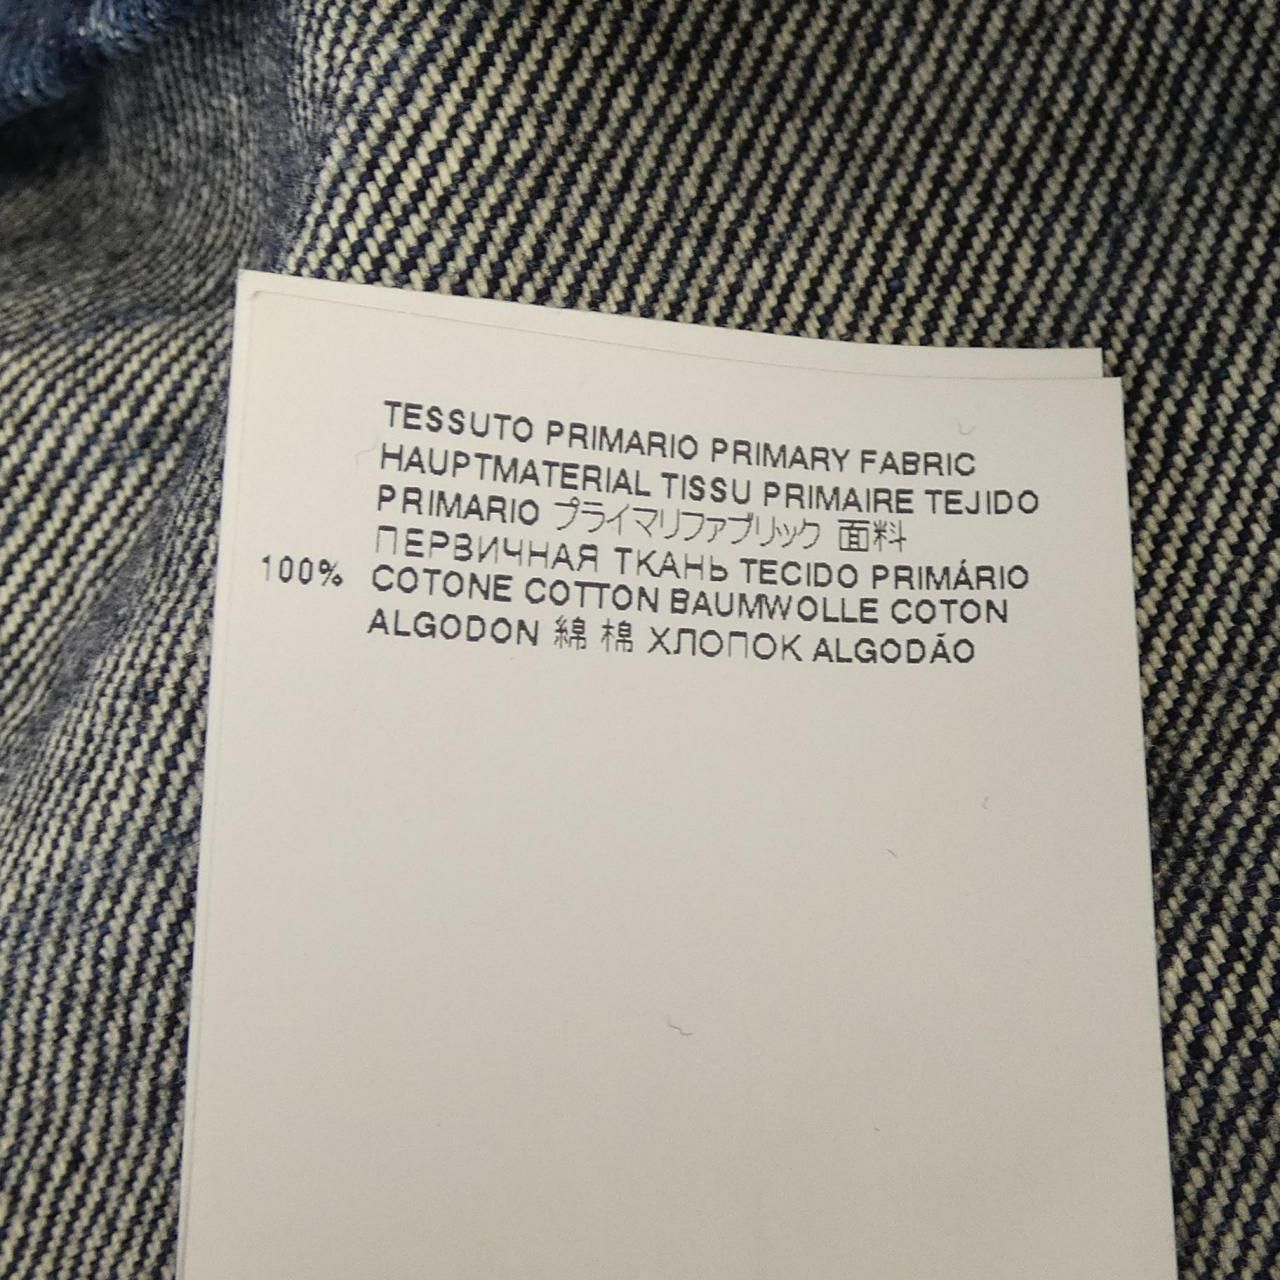 TESSUTO PRIMARIO PRIMARY FABRIC
HAUPTMATERIAL TISSU PRIMAIRE TEJIDO
PRIMARIO プライマリファブリック 面料
ПЕРВИЧНАЯ ТКАНЬ TECIDO PRIMÁRIO
100% COTONE COTTON BAUMWOLLE COTON
ALGODON 綿 棉 ХЛОПОК ALGODÃO